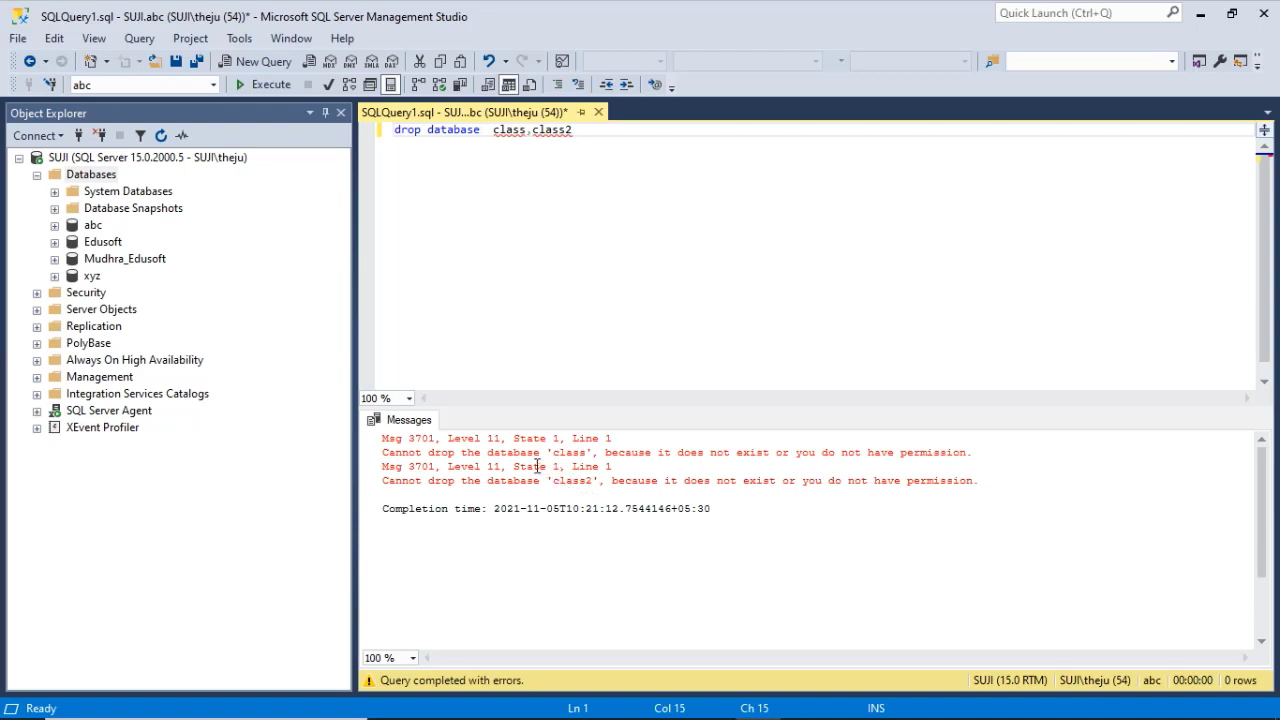 SQLQuery1.sql - SUJI.abc (SUJI\theju (54))* - Microsoft SQL Server Management Studio
Quick Launch (Ctrl+Q)
File Edit View Query Project Tools Window Help
New Query
MDX DMX XMLA DAX
abc
Execute
Object Explorer
SQLQuery1.sql - SUJ...bc (SUJI\theju (54))*
Connect
drop database  class,class2
SUJI (SQL Server 15.0.2000.5 - SUJI\theju)
Databases
System Databases
Database Snapshots
abc
Edusoft
Mudhra_Edusoft
xyz
Security
Server Objects
Replication
PolyBase
Always On High Availability
Management
Integration Services Catalogs
SQL Server Agent
XEvent Profiler
100 %
Messages
Msg 3701, Level 11, State 1, Line 1
Cannot drop the database 'class', because it does not exist or you do not have permission.
Msg 3701, Level 11, State 1, Line 1
Cannot drop the database 'class2', because it does not exist or you do not have permission.
Completion time: 2021-11-05T10:21:12.7544146+05:30
100 %
Query completed with errors.
SUJI (15.0 RTM) SUJI\theju (54) abc 00:00:00 0 rows
Ready
Ln 1 Col 15 Ch 15 INS